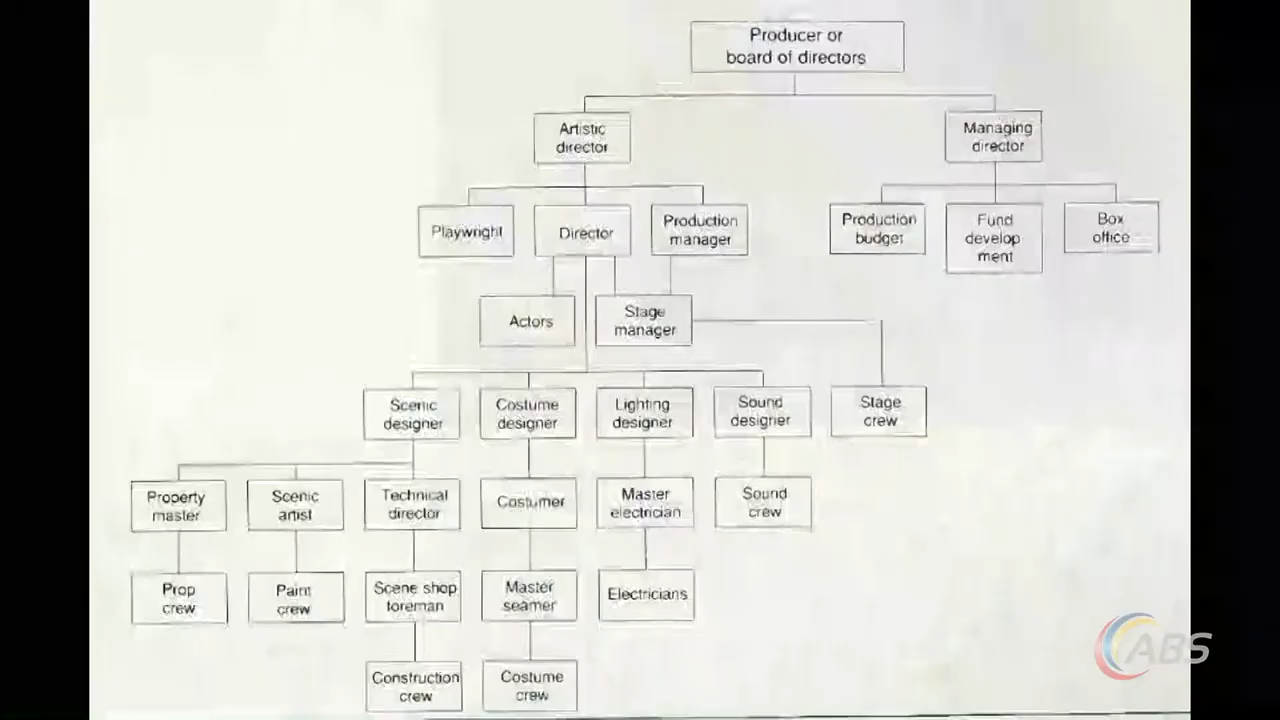 Producer or
board of directors
Artistic
director
Managing
director
Playwright
Director
Production
manager
Production
budget
Fund
develop
ment
Box
office
Actors
Stage
manager
Scenic
designer
Costume
designer
Lighting
designer
Sound
designer
Stage
crew
Property
master
Scenic
artist
Technical
director
Costumer
Master
electrician
Sound
crew
Prop
crew
Paint
crew
Scene shop
foreman
Master
seamer
Electricians
Construction
crew
Costume
crew
ABS